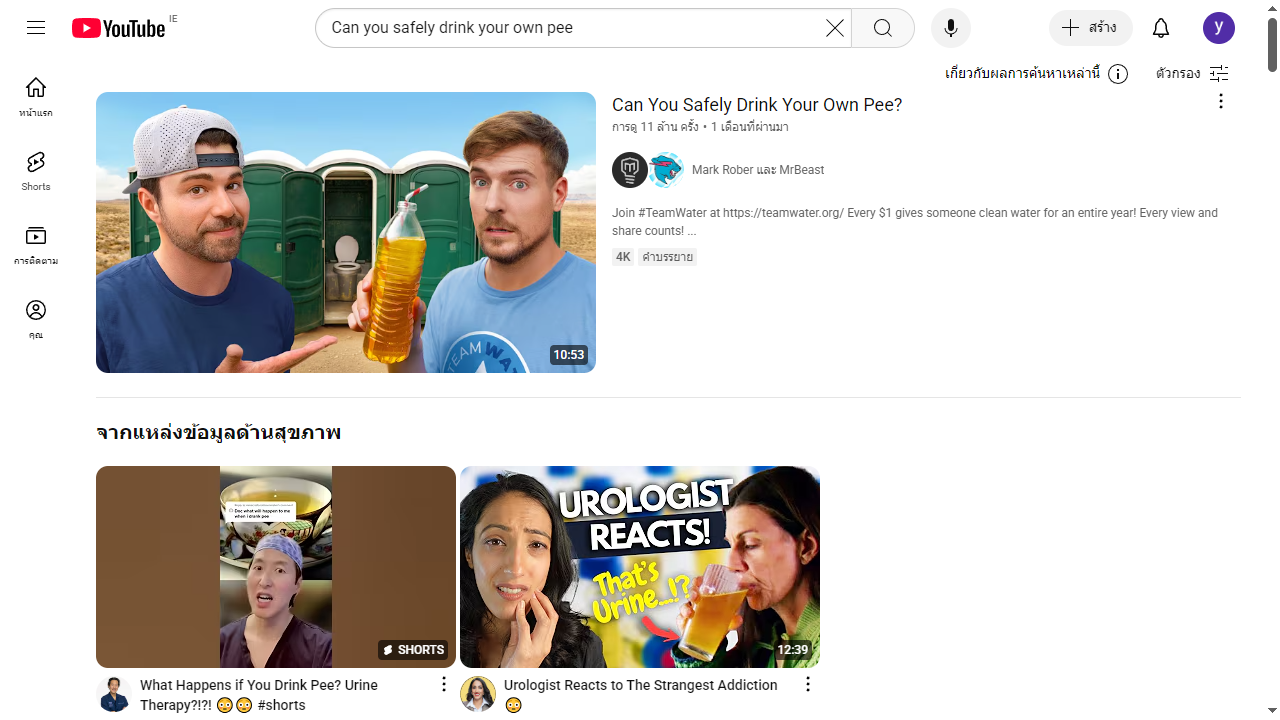 YouTube IE
Can you safely drink your own pee
สร้าง
y
เกี่ยวกับผลการค้นหาเหล่านี้
ตัวกรอง
หน้าแรก
Shorts
การติดตาม
คุณ
TEAM WAT
10:53
Can You Safely Drink Your Own Pee?
การดู 11 ล้าน ครั้ง • 1 เดือนที่ผ่านมา
Mark Rober และ MrBeast
Join #TeamWater at https://teamwater.org/ Every $1 gives someone clean water for an entire year! Every view and
share counts! ...
4K คำบรรยาย
จากแหล่งข้อมูลด้านสุขภาพ
Doc what will happen to me
when i drank pee
SHORTS
What Happens if You Drink Pee? Urine
Therapy?!?! 😳😳 #shorts
UROLOGIST
REACTS!
That's
Urine...!?
12:39
Urologist Reacts to The Strangest Addiction
😳